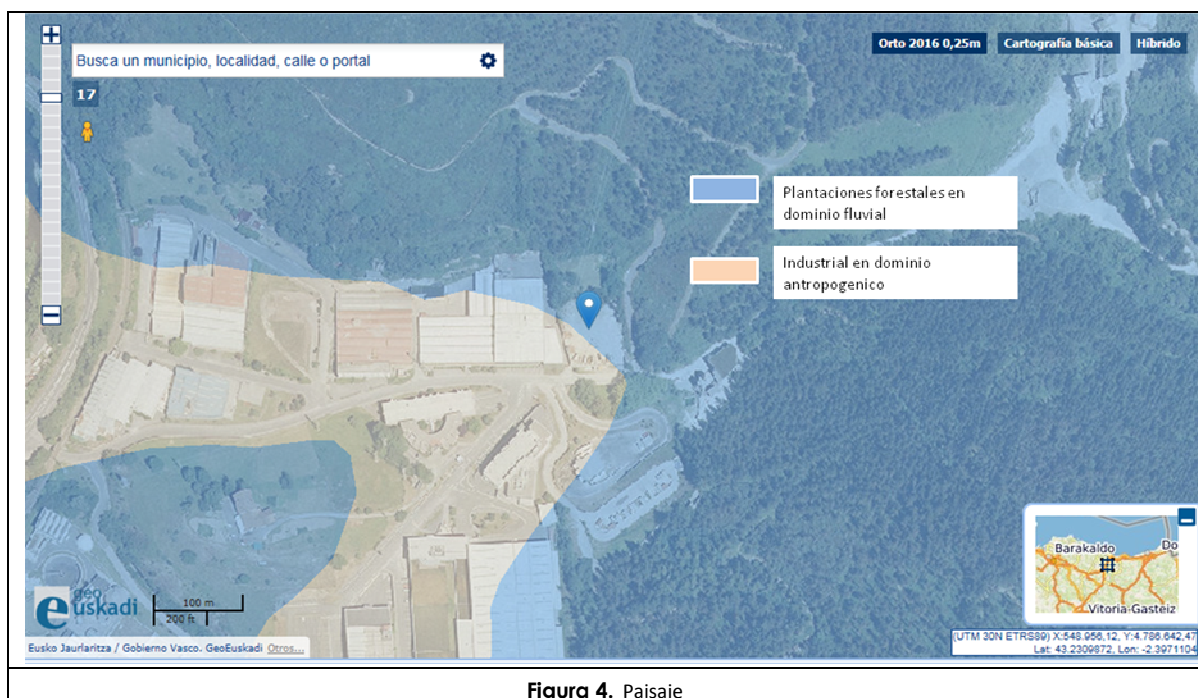 Busca un municipio, localidad, calle o portal
Orto 2016 0,25m
Cartografía básica
Híbrido
17
Plantaciones forestales en
dominio fluvial
Industrial en dominio
antropogenico
Barakaldo
Do
Vitoria-Gasteiz
geo
euskadi
100 m
200 ft
Eusko Jaurlaritza / Gobierno Vasco. GeoEuskadi Otros...
(UTM 30N ETRS89) X:548.956,12, Y:4.786.642,47
Lat: 43.2309872, Lon: -2.3971104
Figura 4. Paisaje